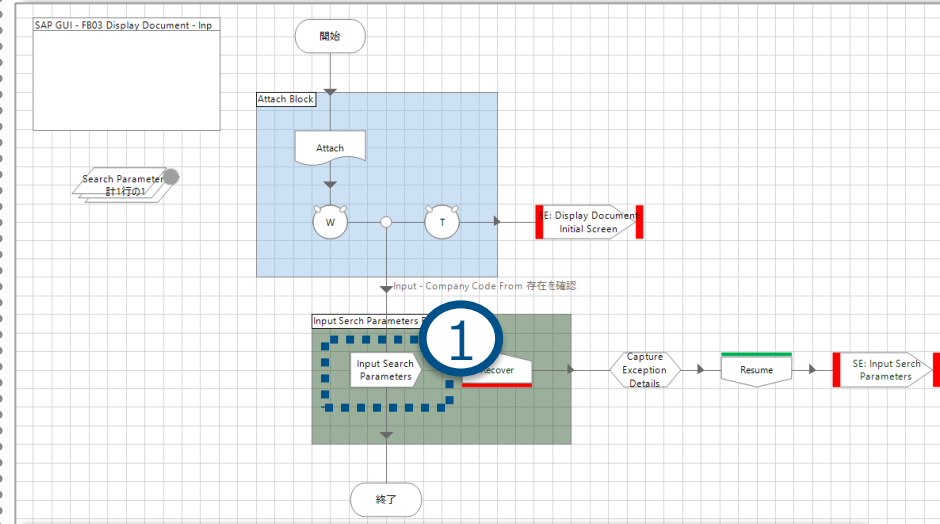 SAP GUI - FB03 Display Document - Inp
開始
Attach Block
Attach
Search Parameter
計1行の1
W
T
SE: Display Document
Initial Screen
Input - Company Code From 存在を確認
Input Serch Parameters
1
Input Search
Parameters
Recover
Capture
Exception
Details
Resume
SE: Input Serch
Parameters
終了